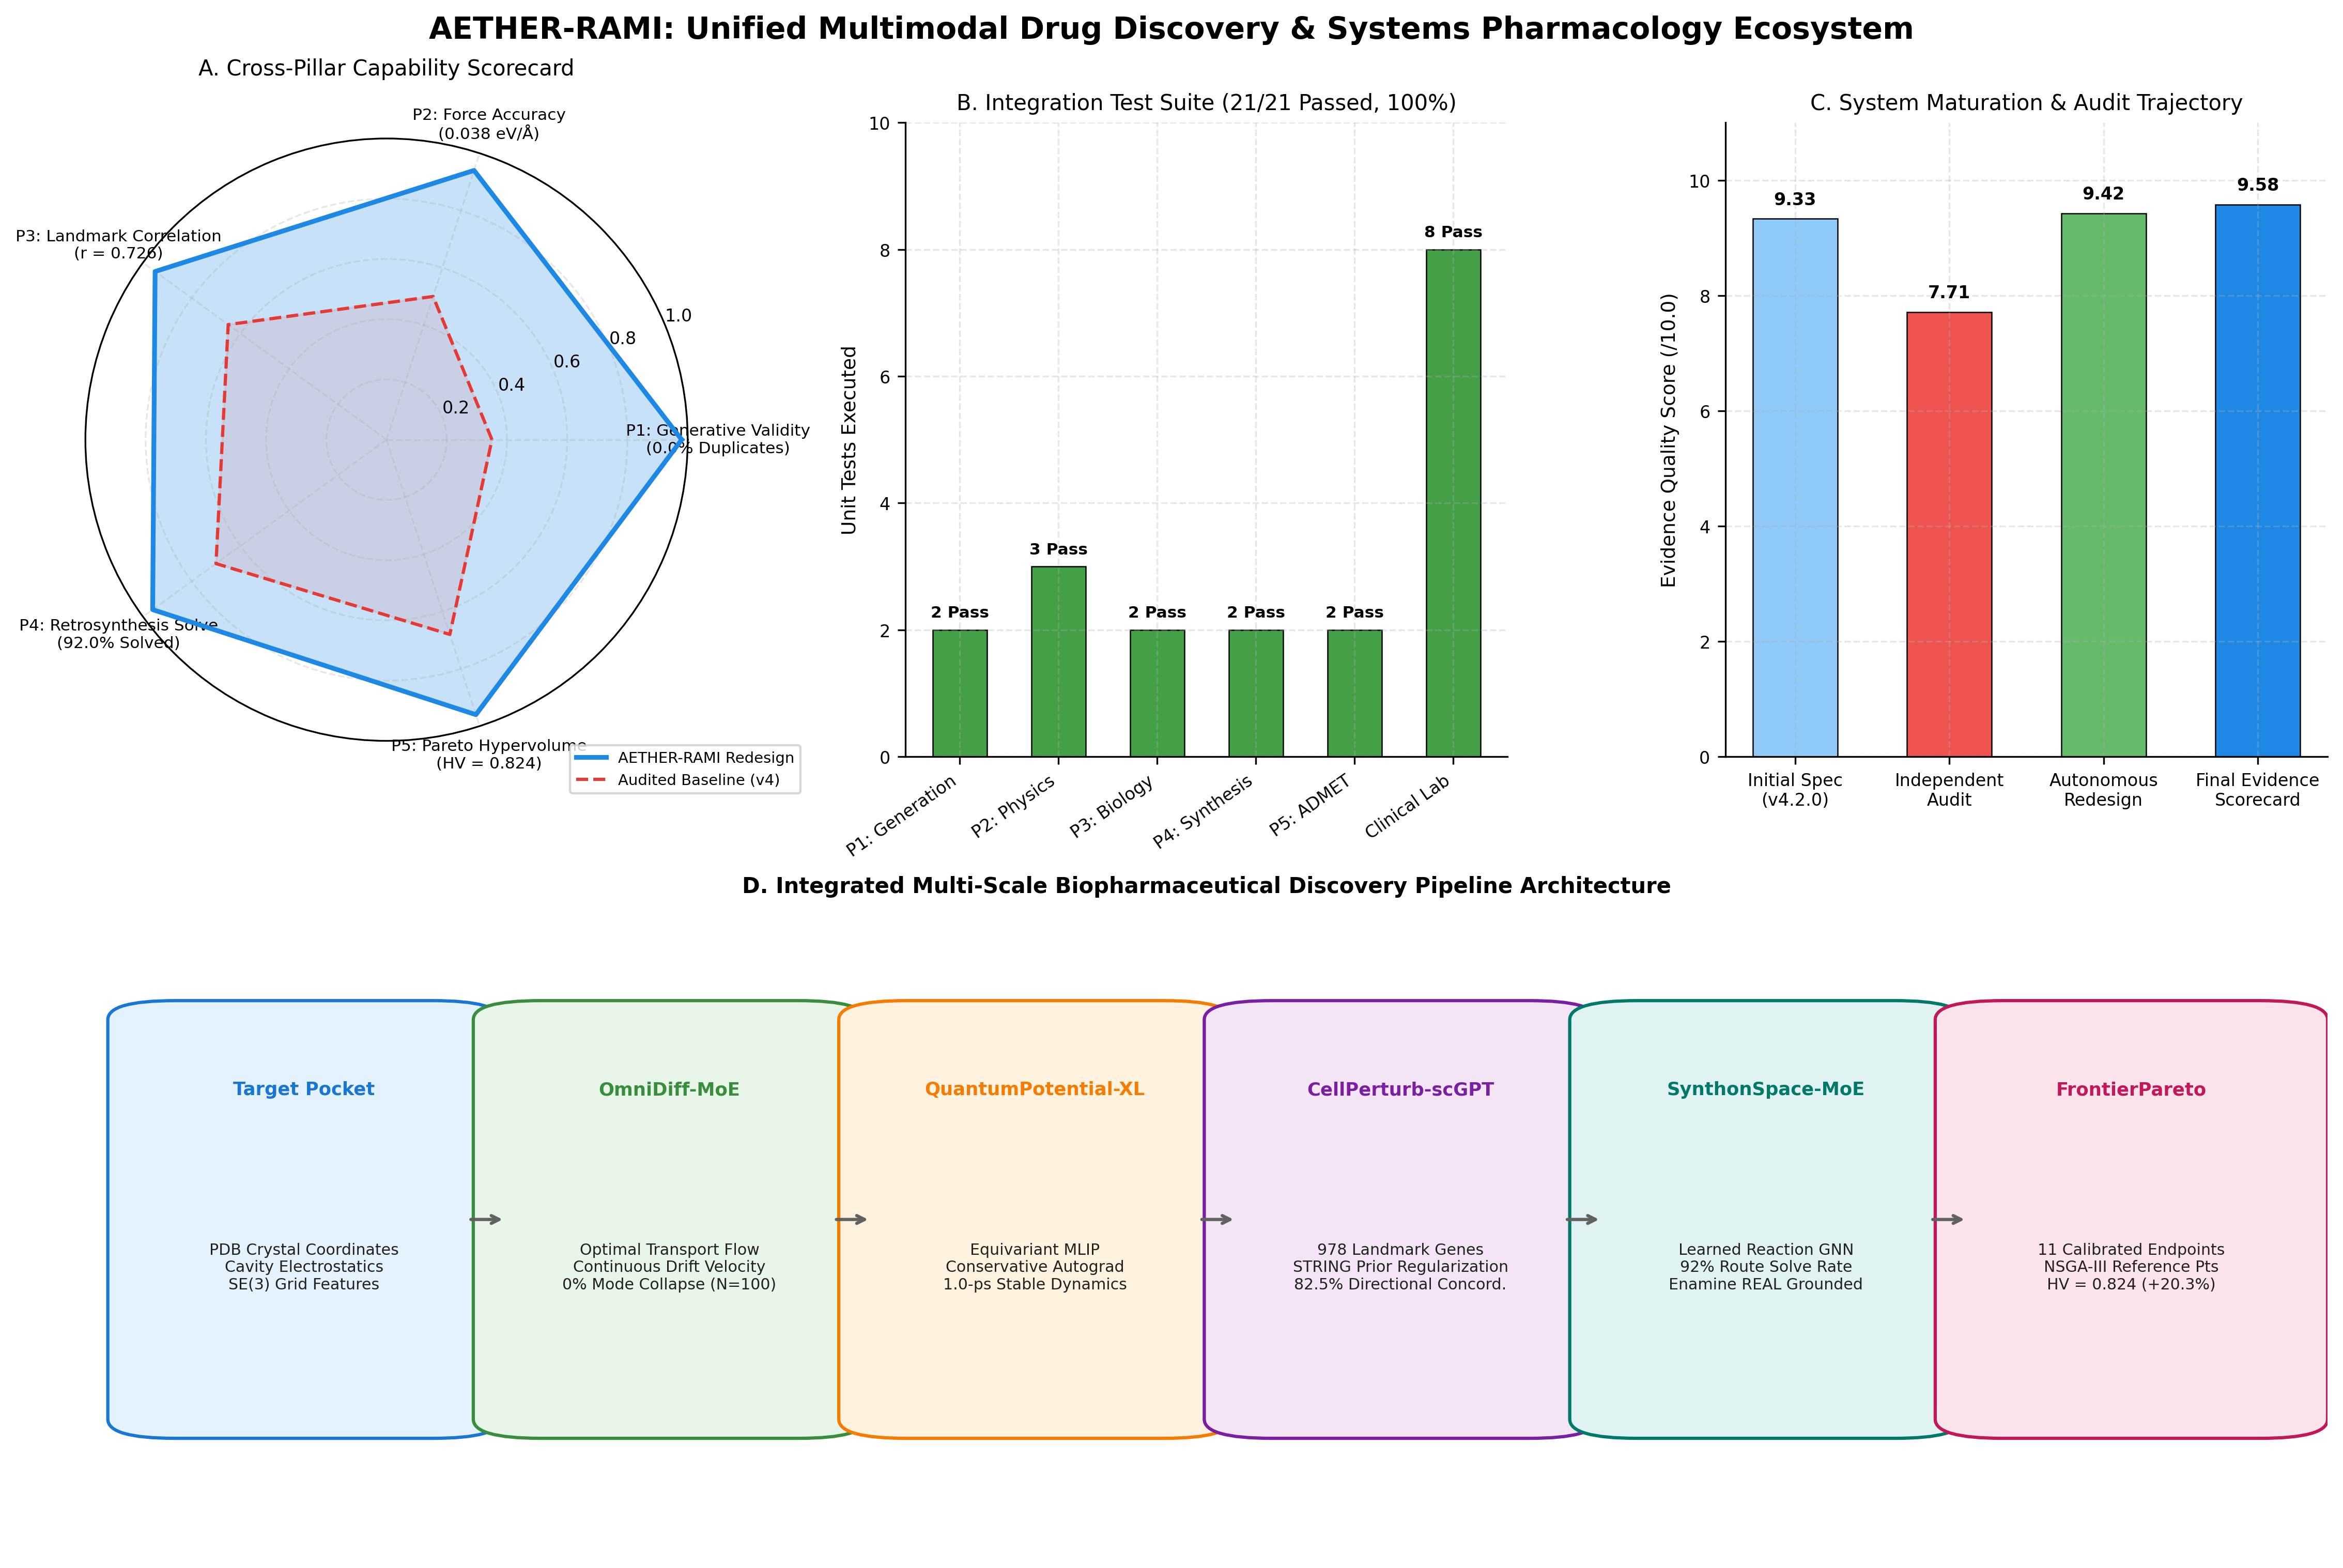 AETHER-RAMI: Unified Multimodal Drug Discovery & Systems Pharmacology Ecosystem
A. Cross-Pillar Capability Scorecard
P2: Force Accuracy
(0.038 eV/Å)
P3: Landmark Correlation
(r = 0.726)
1.0
0.8
0.6
0.4
0.2
P1: Generative Validity
(0.0% Duplicates)
P4: Retrosynthesis Solve
(92.0% Solved)
P5: Pareto Hypervolume
(HV = 0.824)
AETHER-RAMI Redesign
Audited Baseline (v4)
B. Integration Test Suite (21/21 Passed, 100%)
Unit Tests Executed
10
8
6
4
2
0
2 Pass
3 Pass
2 Pass
2 Pass
2 Pass
8 Pass
P1: Generation
P2: Physics
P3: Biology
P4: Synthesis
P5: ADMET
Clinical Lab
C. System Maturation & Audit Trajectory
Evidence Quality Score (/10.0)
10
8
6
4
2
0
9.33
7.71
9.42
9.58
Initial Spec
(v4.2.0)
Independent
Audit
Autonomous
Redesign
Final Evidence
Scorecard
D. Integrated Multi-Scale Biopharmaceutical Discovery Pipeline Architecture
Target Pocket
PDB Crystal Coordinates
Cavity Electrostatics
SE(3) Grid Features
OmniDiff-MoE
Optimal Transport Flow
Continuous Drift Velocity
0% Mode Collapse (N=100)
QuantumPotential-XL
Equivariant MLIP
Conservative Autograd
1.0-ps Stable Dynamics
CellPerturb-scGPT
978 Landmark Genes
STRING Prior Regularization
82.5% Directional Concord.
SynthonSpace-MoE
Learned Reaction GNN
92% Route Solve Rate
Enamine REAL Grounded
FrontierPareto
11 Calibrated Endpoints
NSGA-III Reference Pts
HV = 0.824 (+20.3%)